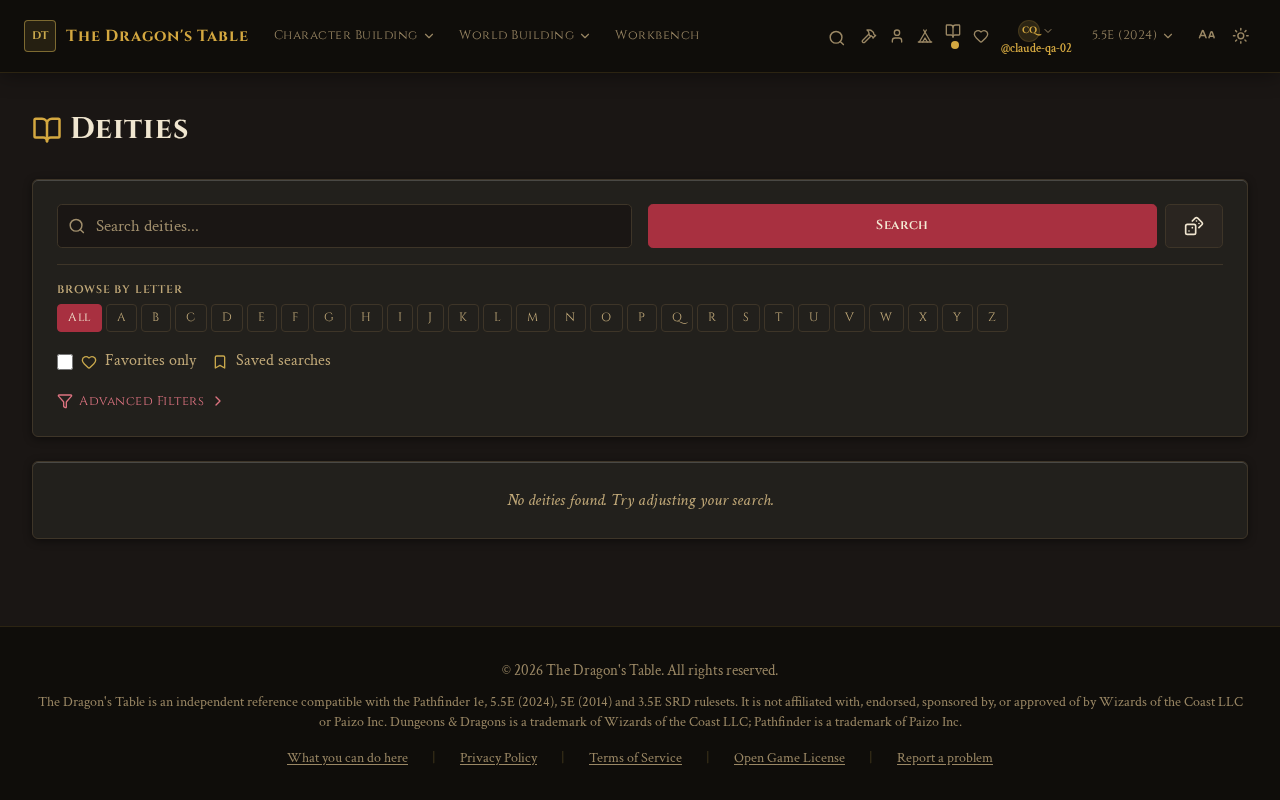 DT The Dragon's Table Character Building World Building Workbench CQ @claude-qa-02 5.5E (2024) AA
Deities
Search deities... Search
Browse by letter
All A B C D E F G H I J K L M N O P Q R S T U V W X Y Z
Favorites only Saved searches
Advanced Filters
No deities found. Try adjusting your search.
© 2026 The Dragon's Table. All rights reserved.
The Dragon's Table is an independent reference compatible with the Pathfinder 1e, 5.5E (2024), 5E (2014) and 3.5E SRD rulesets. It is not affiliated with, endorsed, sponsored by, or approved of by Wizards of the Coast LLC
or Paizo Inc. Dungeons & Dragons is a trademark of Wizards of the Coast LLC; Pathfinder is a trademark of Paizo Inc.
What you can do here | Privacy Policy | Terms of Service | Open Game License | Report a problem